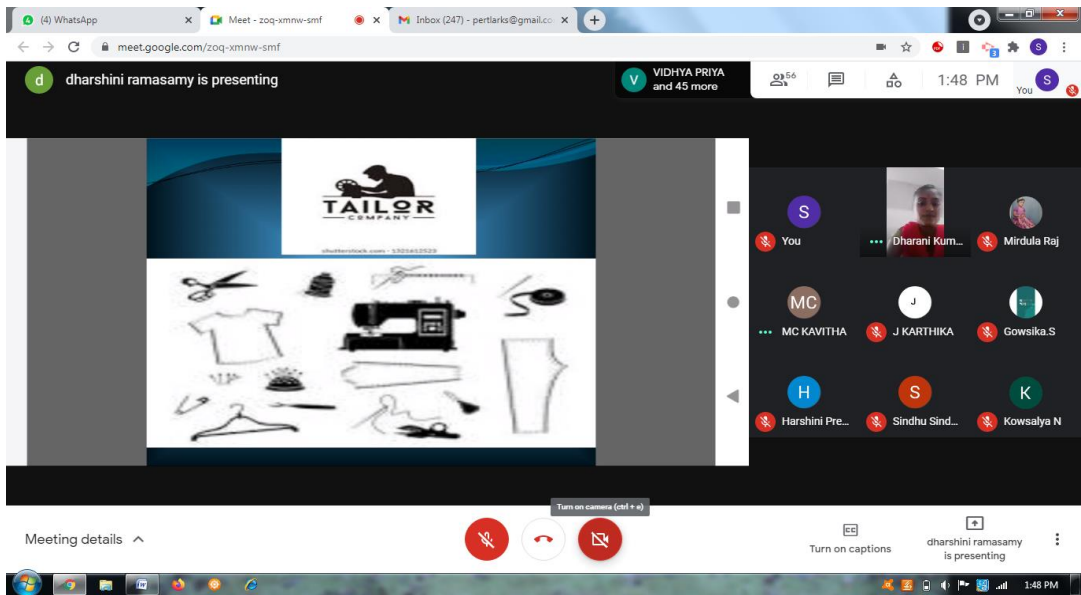 (4) WhatsApp
Meet - zoq-xmnw-smf
Inbox (247) - pertlarks@gmail.co
meet.google.com/zoq-xmnw-smf
S
d
dharshini ramasamy is presenting
V
VIDHYA PRIYA
and 45 more
56
1:48 PM
You
S
TAILOR
COMPANY
shutterstock.com · 1321612523
S
You
Dharani Kum...
Mirdula Raj
MC
MC KAVITHA
J
J KARTHIKA
Gowsika.S
H
Harshini Pre...
S
Sindhu Sind...
K
Kowsalya N
Turn on camera (ctrl + e)
Meeting details
CC
Turn on captions
dharshini ramasamy
is presenting
1:48 PM